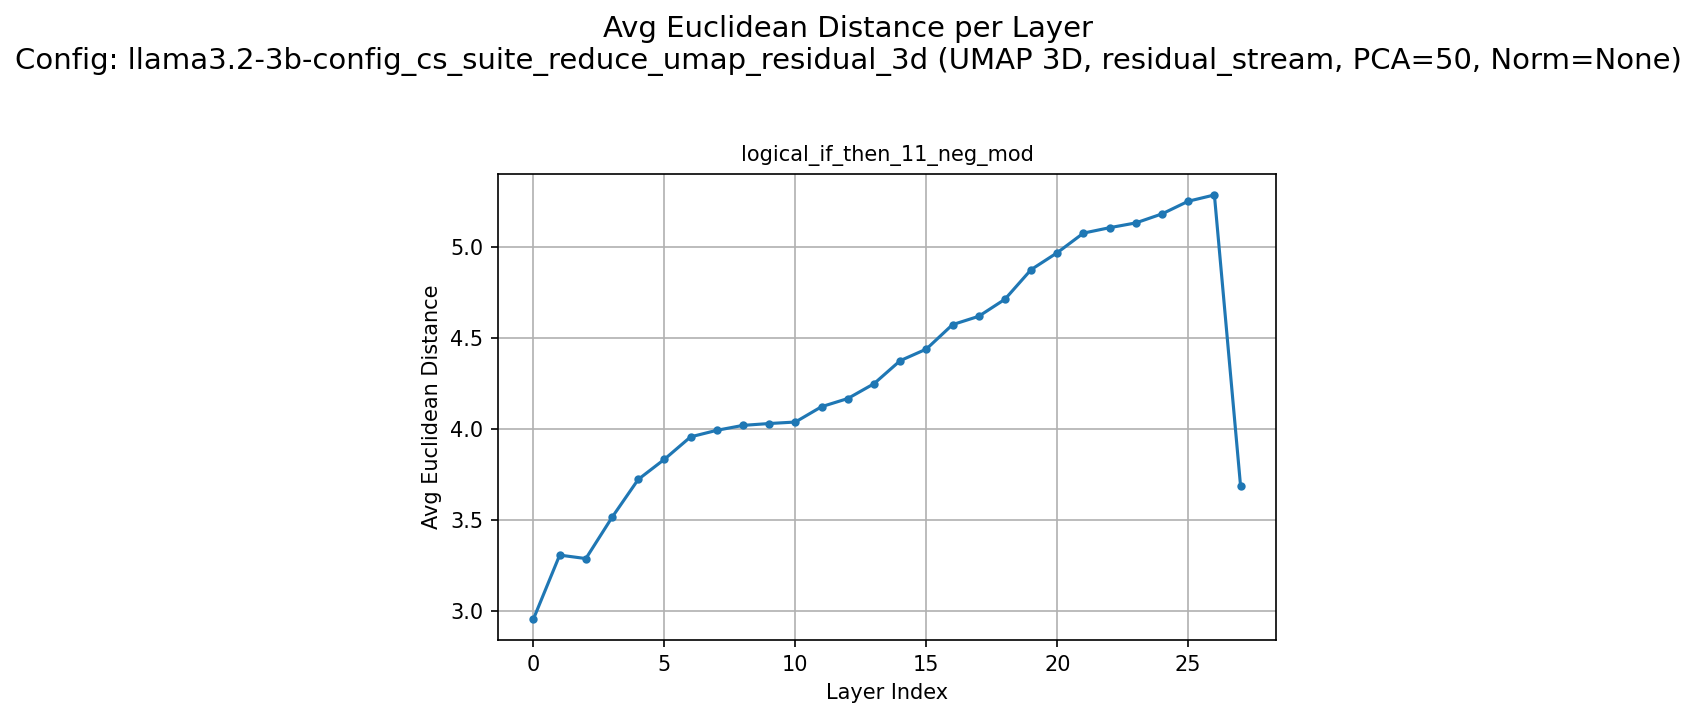 Avg Euclidean Distance per Layer
Config: llama3.2-3b-config_cs_suite_reduce_umap_residual_3d (UMAP 3D, residual_stream, PCA=50, Norm=None)
logical_if_then_11_neg_mod
Avg Euclidean Distance
5.0
4.5
4.0
3.5
3.0
0 5 10 15 20 25
Layer Index